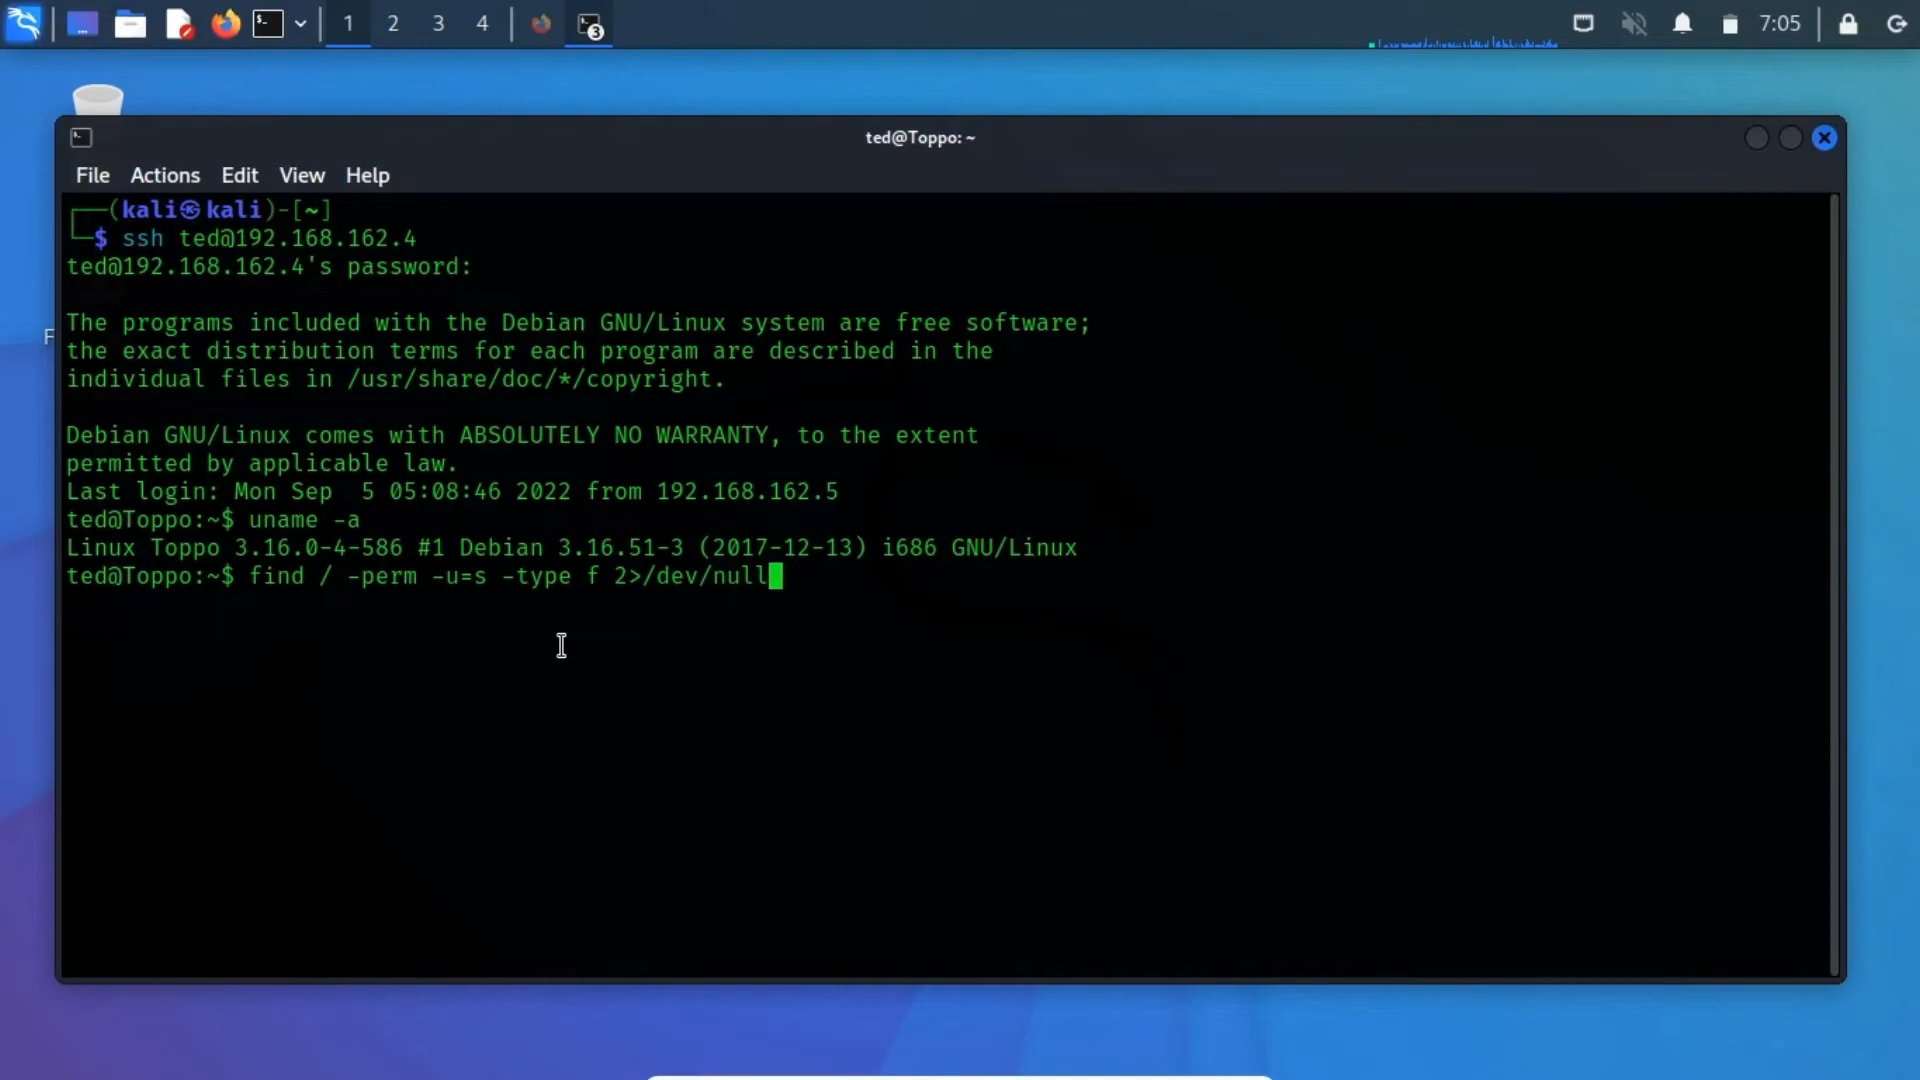 1 2 3 4 3 7:05
ted@Toppo: ~
File Actions Edit View Help
(kali㉿kali)-[~]
$ ssh ted@192.168.162.4
ted@192.168.162.4's password:
The programs included with the Debian GNU/Linux system are free software;
the exact distribution terms for each program are described in the
individual files in /usr/share/doc/*/copyright.
Debian GNU/Linux comes with ABSOLUTELY NO WARRANTY, to the extent
permitted by applicable law.
Last login: Mon Sep  5 05:08:46 2022 from 192.168.162.5
ted@Toppo:~$ uname -a
Linux Toppo 3.16.0-4-586 #1 Debian 3.16.51-3 (2017-12-13) i686 GNU/Linux
ted@Toppo:~$ find / -perm -u=s -type f 2>/dev/null
F